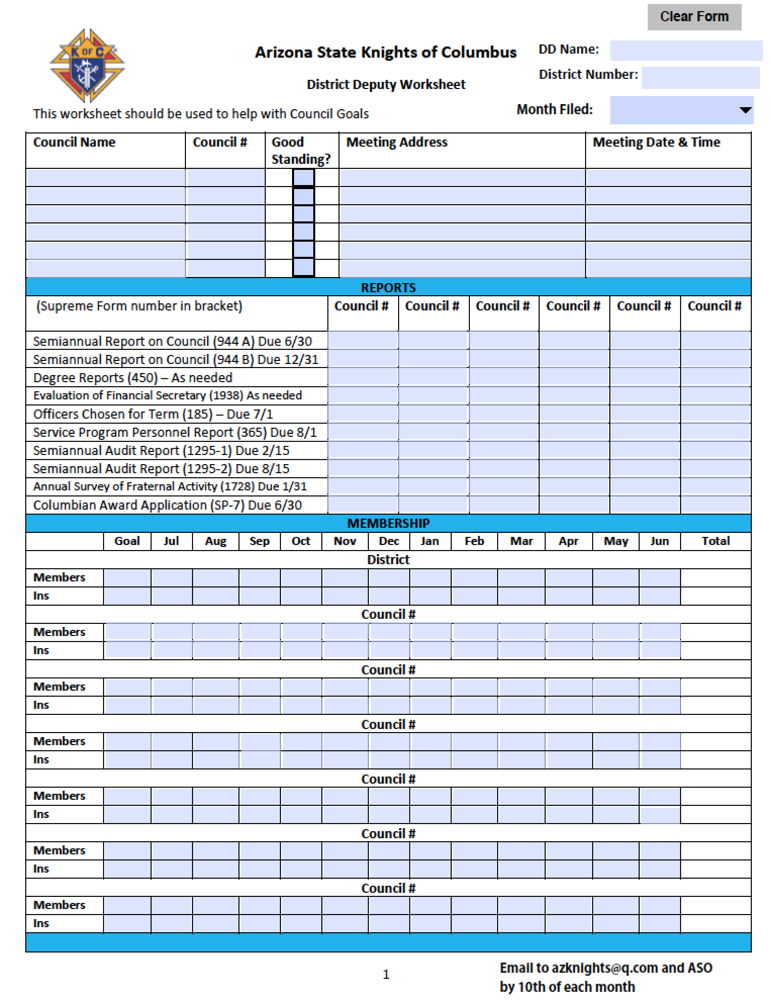 Clear Form
K OF C
Arizona State Knights of Columbus
DD Name:
District Number:
District Deputy Worksheet
Month FIled:
This worksheet should be used to help with Council Goals
Council Name Council # Good Standing? Meeting Address Meeting Date & Time
REPORTS
(Supreme Form number in bracket) Council # Council # Council # Council # Council # Council #
Semiannual Report on Council (944 A) Due 6/30
Semiannual Report on Council (944 B) Due 12/31
Degree Reports (450) – As needed
Evaluation of Financial Secretary (1938) As needed
Officers Chosen for Term (185) – Due 7/1
Service Program Personnel Report (365) Due 8/1
Semiannual Audit Report (1295-1) Due 2/15
Semiannual Audit Report (1295-2) Due 8/15
Annual Survey of Fraternal Activity (1728) Due 1/31
Columbian Award Application (SP-7) Due 6/30
MEMBERSHIP
Goal Jul Aug Sep Oct Nov Dec Jan Feb Mar Apr May Jun Total
District
Members
Ins
Council #
Members
Ins
Council #
Members
Ins
Council #
Members
Ins
Council #
Members
Ins
Council #
Members
Ins
Council #
Members
Ins
1
Email to azknights@q.com and ASO
by 10th of each month